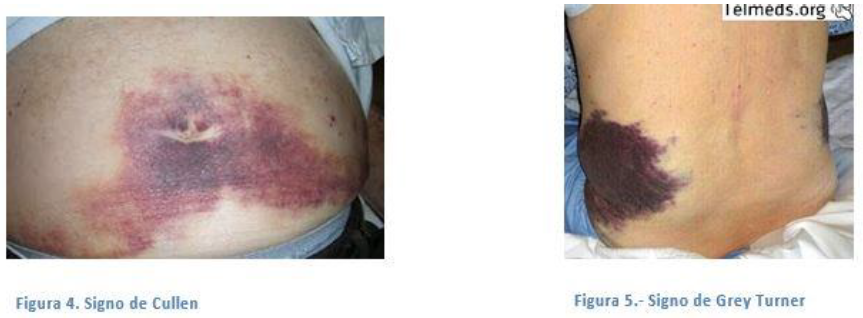 Telmeds.org
Figura 4. Signo de Cullen
Figura 5.- Signo de Grey Turner